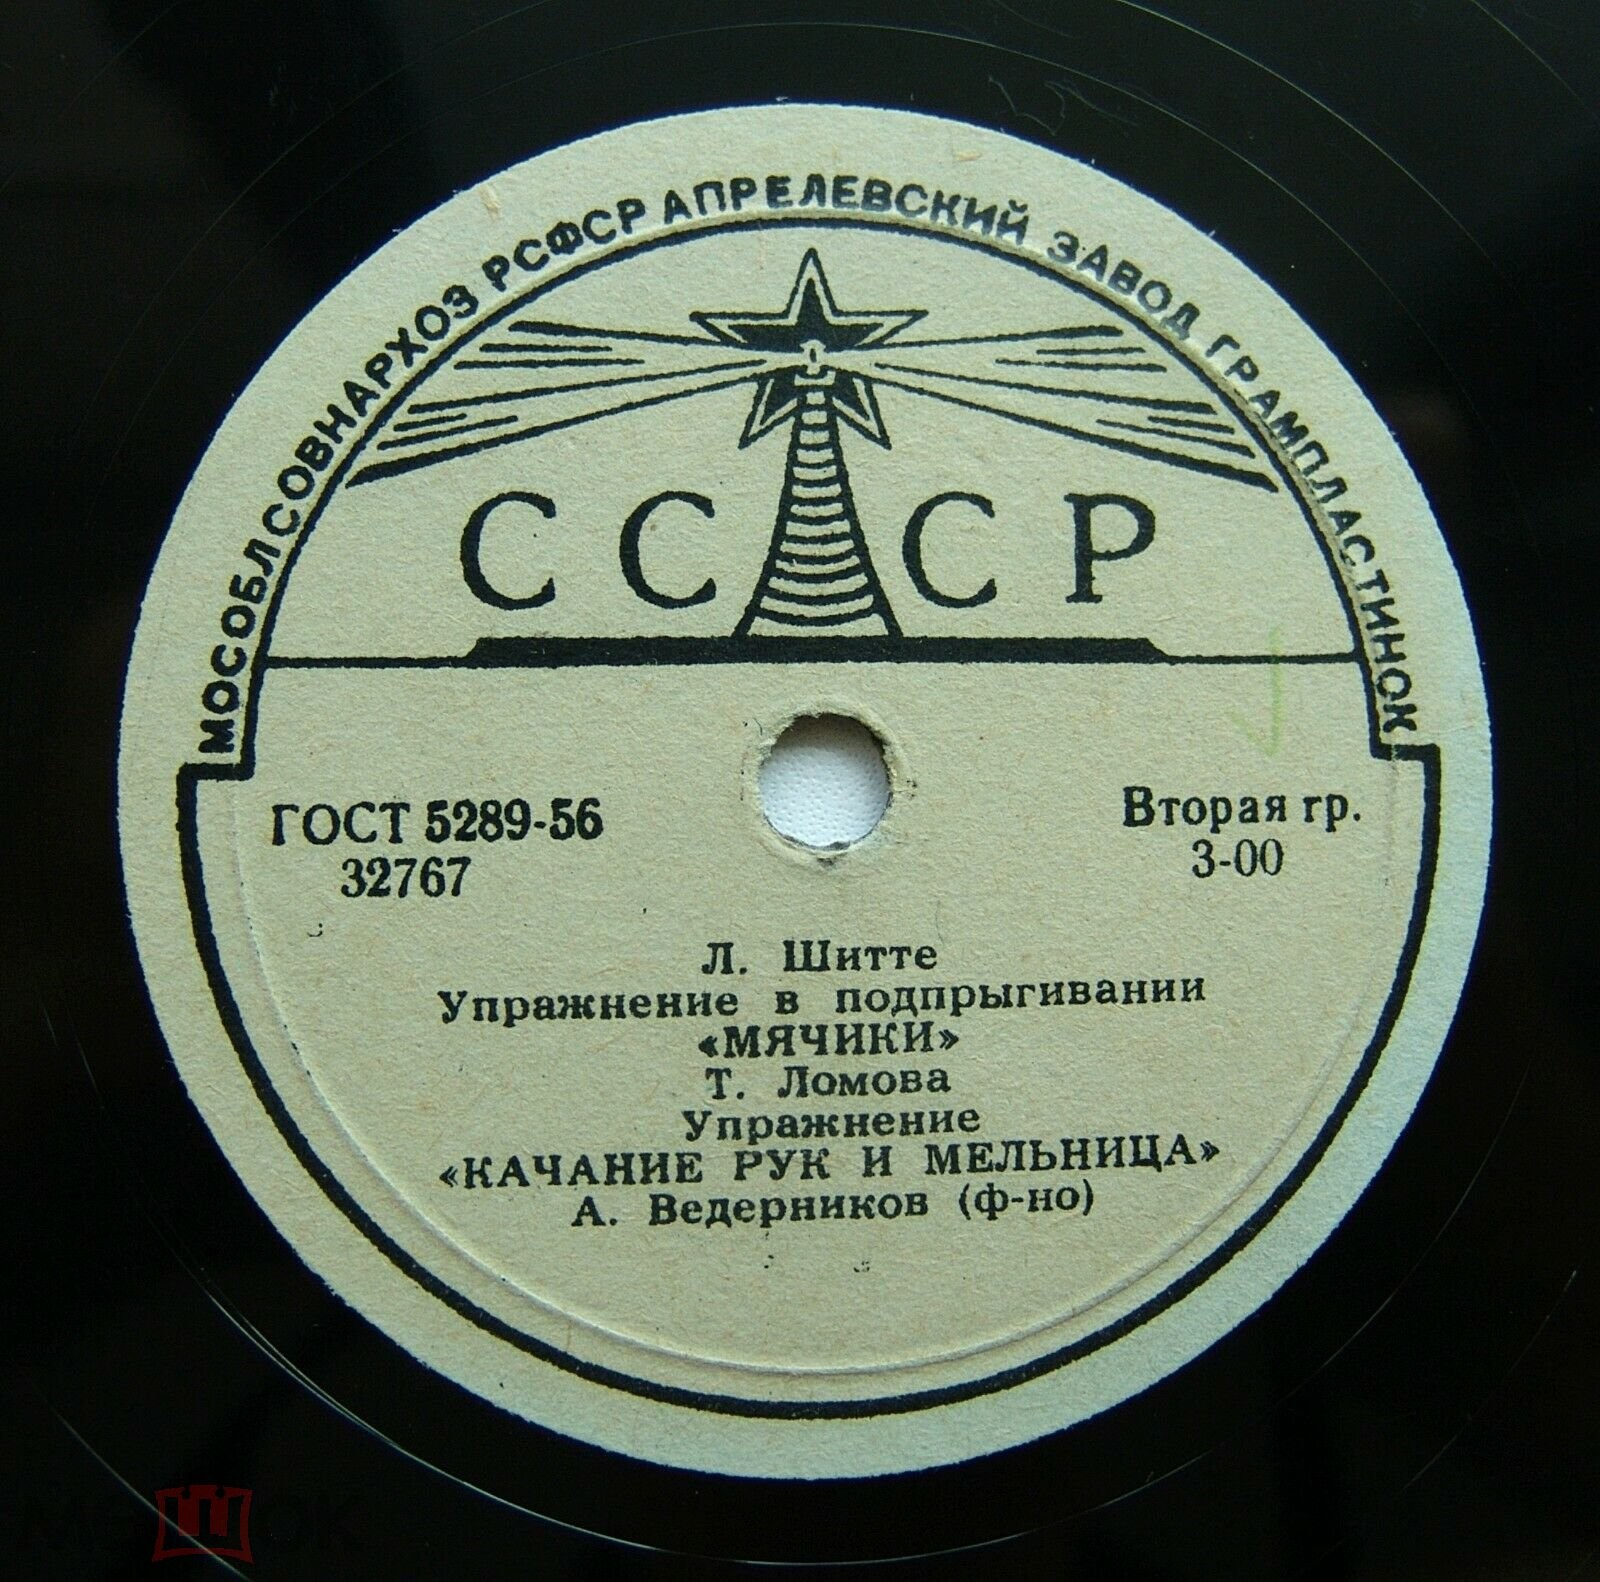 МОСОБЛСОВНАРХОЗ РСФСР АПРЕЛЕВСКИЙ ЗАВОД ГРАМПЛАСТИНОК
СССР
ГОСТ 5289-56
32767
Вторая гр.
3-00
Л. Шитте
Упражнение в подпрыгивании
«МЯЧИКИ»
Т. Ломова
Упражнение
«КАЧАНИЕ РУК И МЕЛЬНИЦА»
А. Ведерников (ф-но)
мешок